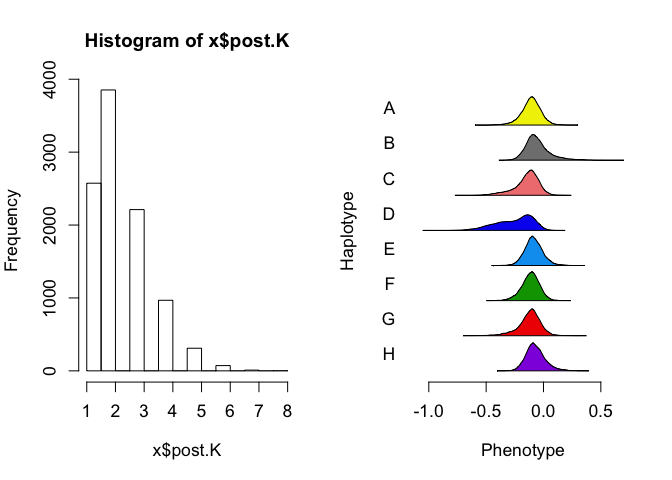 Histogram of x$post.K
Frequency
0
1000
2000
3000
4000
1 2 3 4 5 6 7 8
x$post.K
Haplotype
A
B
C
D
E
F
G
H
-1.0 -0.5 0.0 0.5
Phenotype